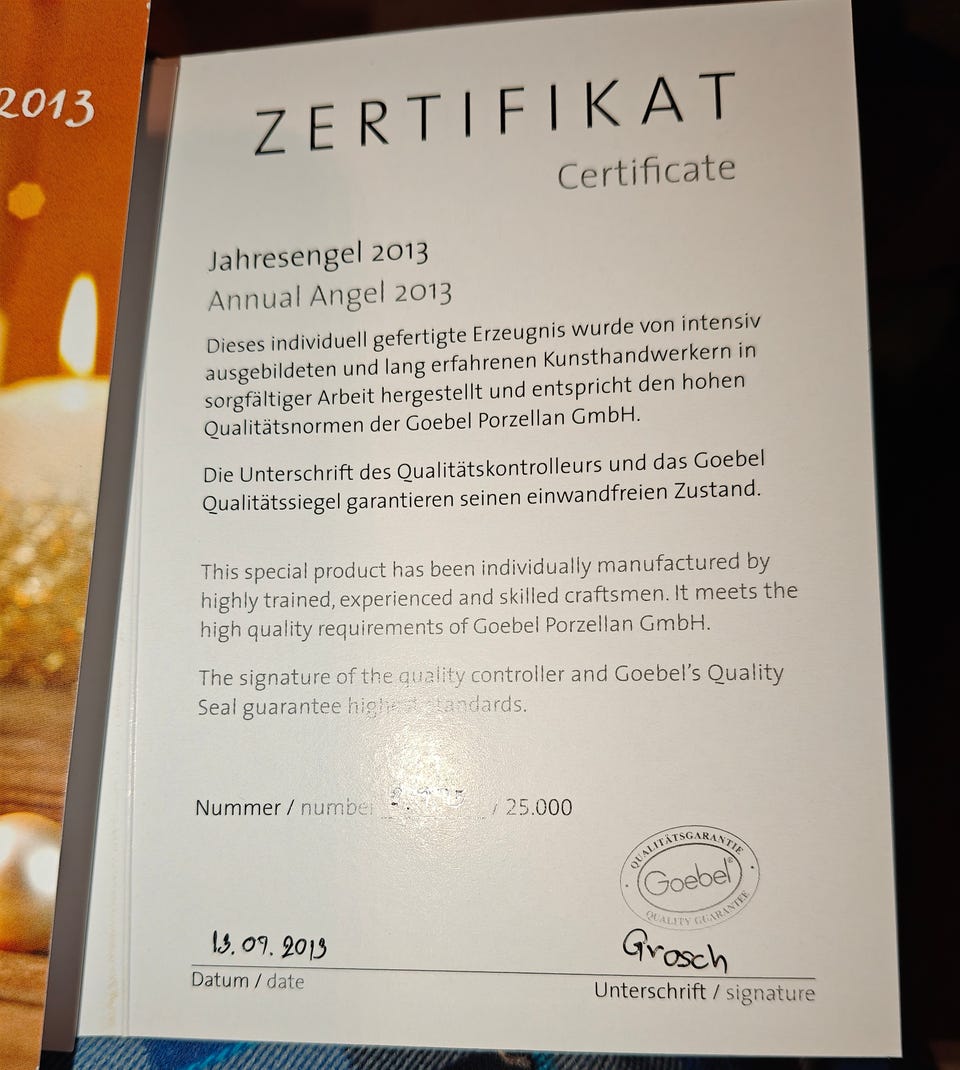 2013
ZERTIFIKAT
Certificate
Jahresengel 2013
Annual Angel 2013
Dieses individuell gefertigte Erzeugnis wurde von intensiv
ausgebildeten und lang erfahrenen Kunsthandwerkern in
sorgfältiger Arbeit hergestellt und entspricht den hohen
Qualitätsnormen der Goebel Porzellan GmbH.
Die Unterschrift des Qualitätskontrolleurs und das Goebel
Qualitätssiegel garantieren seinen einwandfreien Zustand.
This special product has been individually manufactured by
highly trained, experienced and skilled craftsmen. It meets the
high quality requirements of Goebel Porzellan GmbH.
The signature of the quality controller and Goebel’s Quality
Seal guarantee highest standards.
Nummer / number / 25.000
QUALITÄTSGARANTIE
Goebel®
QUALITY GUARANTEE
13.09.2013
Grosch
Datum / date
Unterschrift / signature